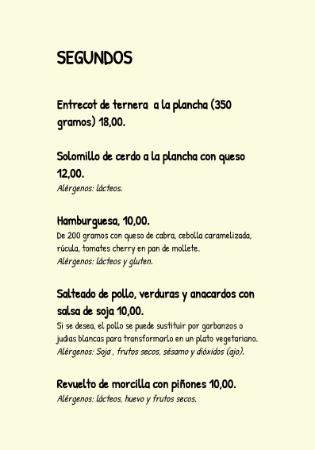 SEGUNDOS
Entrecot de ternera a la plancha (350
gramos) 18,00.
Solomillo de cerdo a la plancha con queso
12,00.
Alérgenos: lácteos.
Hamburguesa, 10,00.
De 200 gramos con queso de cabra, cebolla caramelizada,
rúcula, tomates cherry en pan de mollete.
Alérgenos: lácteos y gluten.
Salteado de pollo, verduras y anacardos con
salsa de soja 10,00.
Si se desea, el pollo se puede sustituir por garbanzos o
judias blancas para transformarlo en un plato vegetariano.
Alérgenos: Soja , frutos secos, sésamo y dióxidos (ajo).
Revuelto de morcilla con piñones 10,00.
Alérgenos: lácteos, huevo y frutos secos.